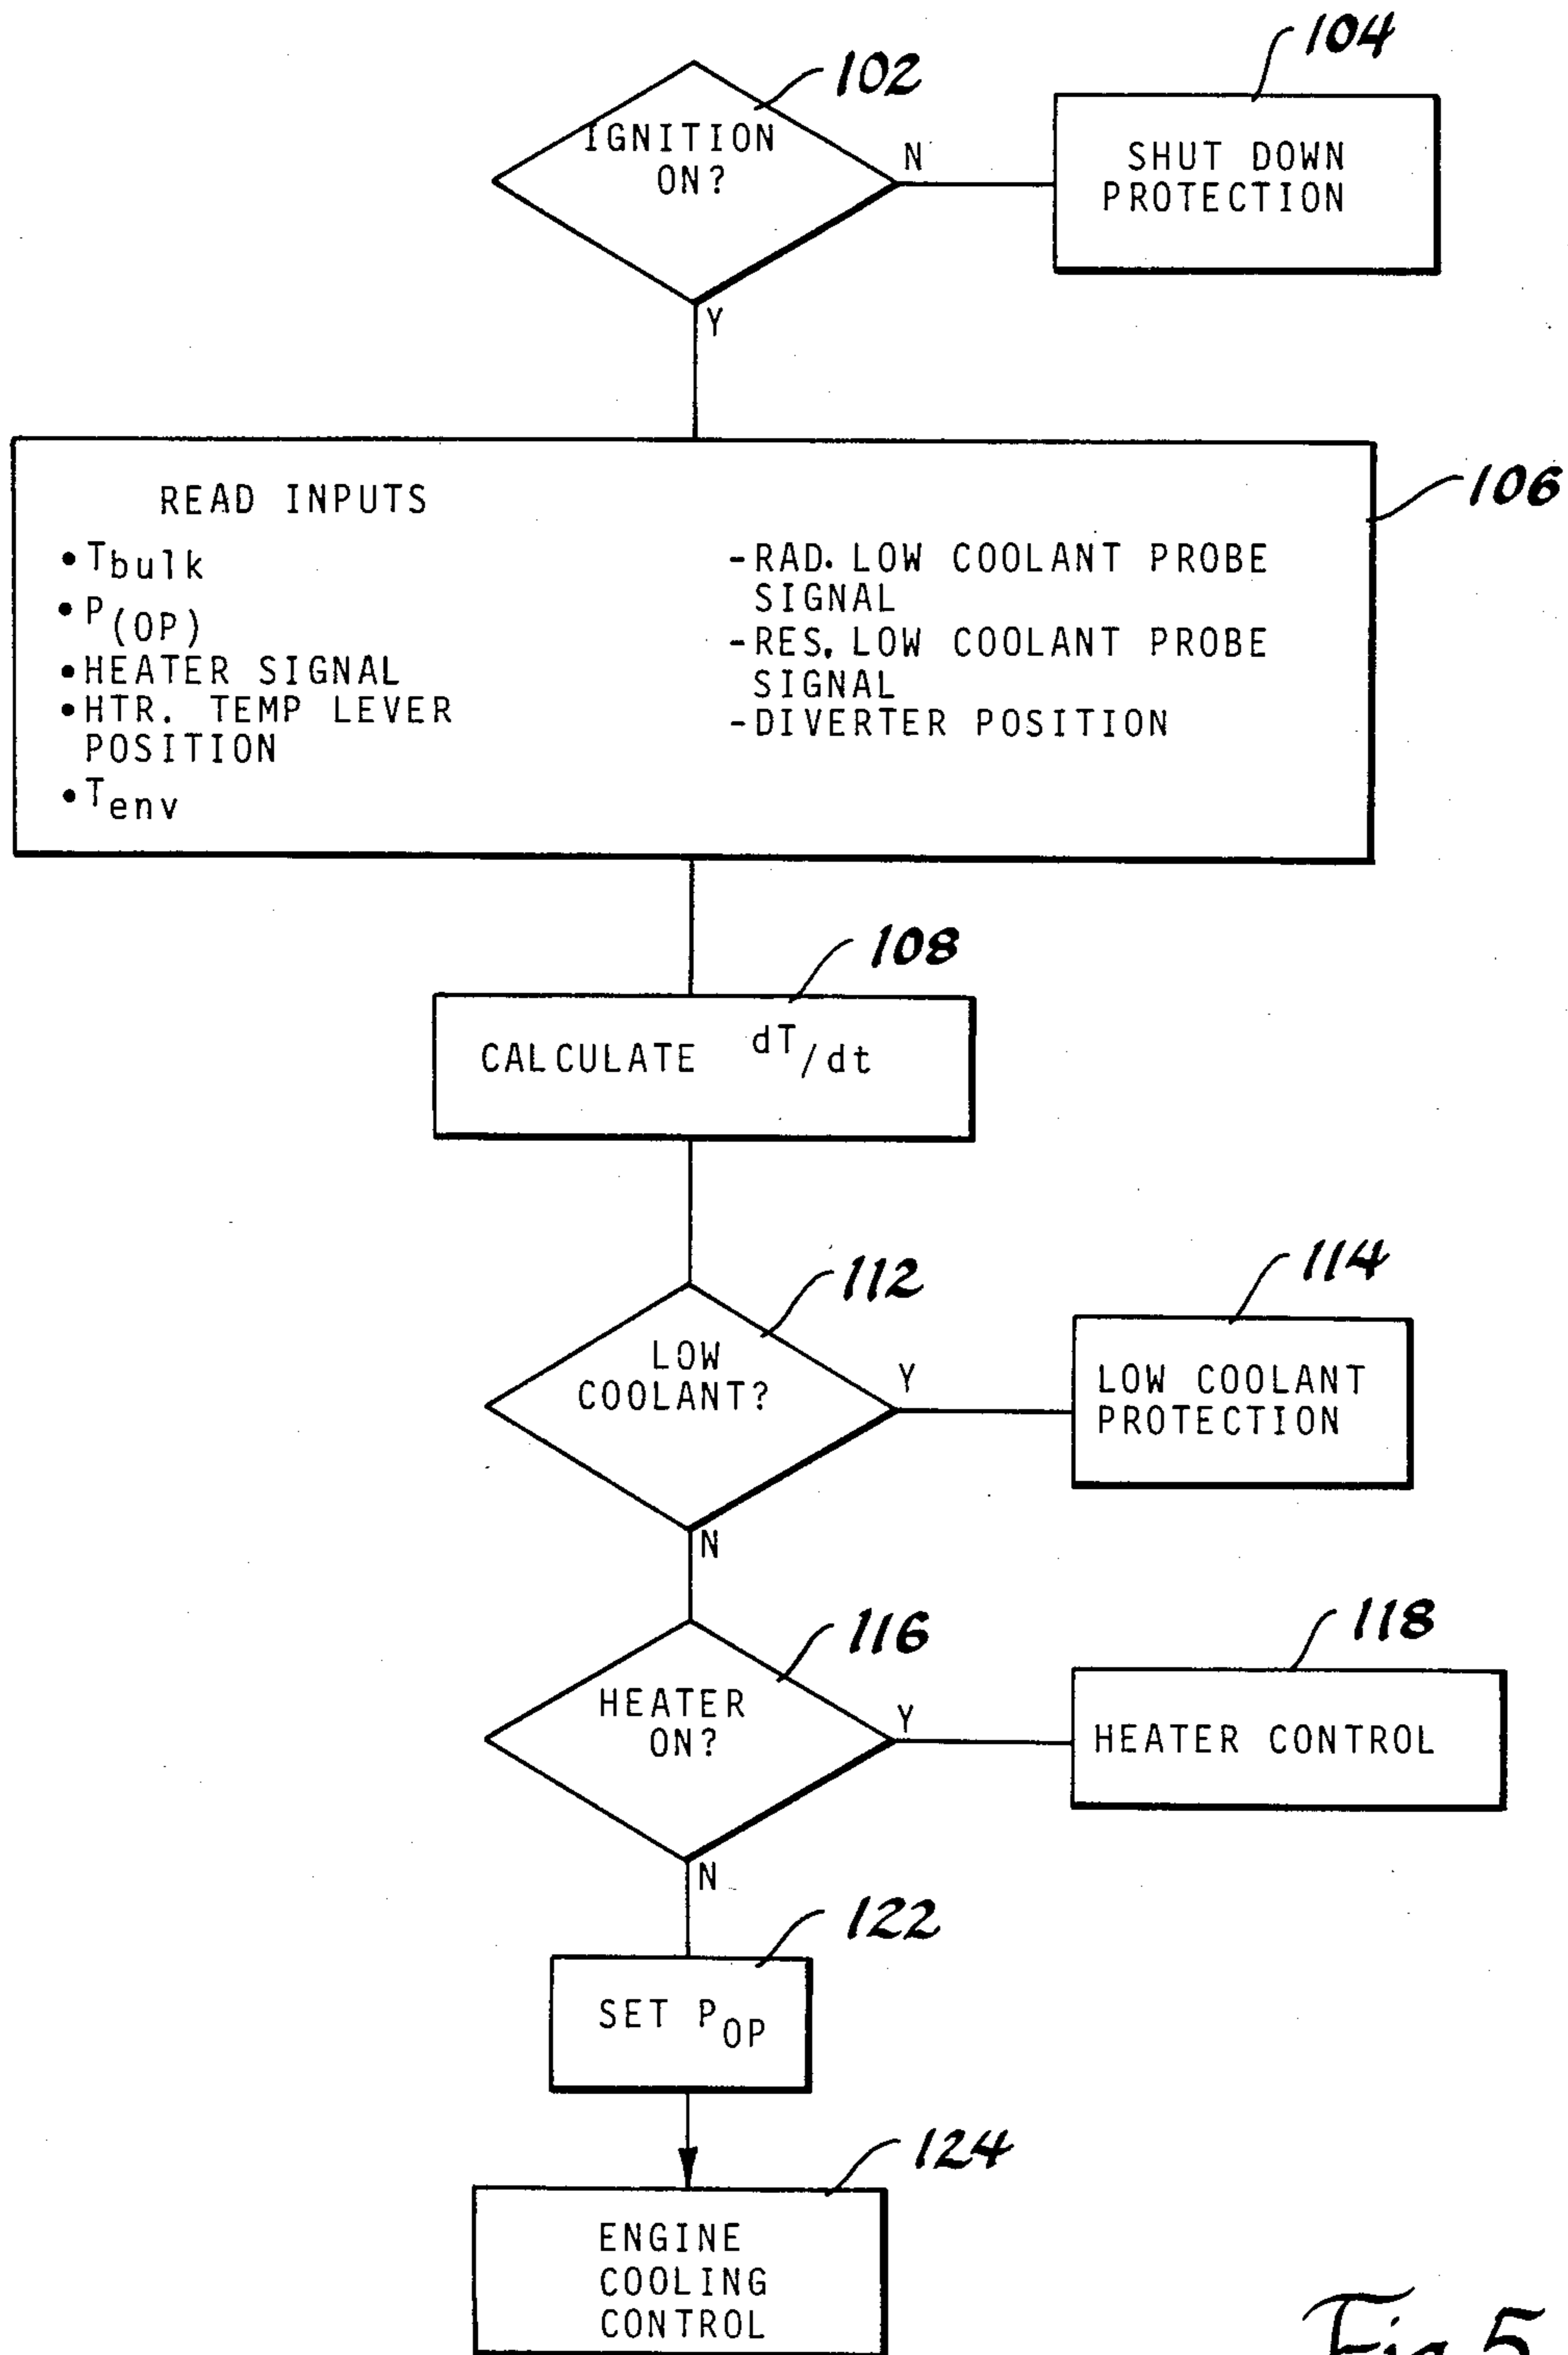 102
104
IGNITION
ON?
N
SHUT DOWN
PROTECTION
Y
106
READ INPUTS
•Tbulk
•P(OP)
•HEATER SIGNAL
•HTR. TEMP LEVER
POSITION
•Tenv
-RAD. LOW COOLANT PROBE
SIGNAL
-RES. LOW COOLANT PROBE
SIGNAL
-DIVERTER POSITION
108
CALCULATE dT/dt
112
114
LOW
COOLANT?
Y
LOW COOLANT
PROTECTION
N
116
118
HEATER
ON?
Y
HEATER CONTROL
N
122
SET POP
124
ENGINE
COOLING
CONTROL
Fig 5